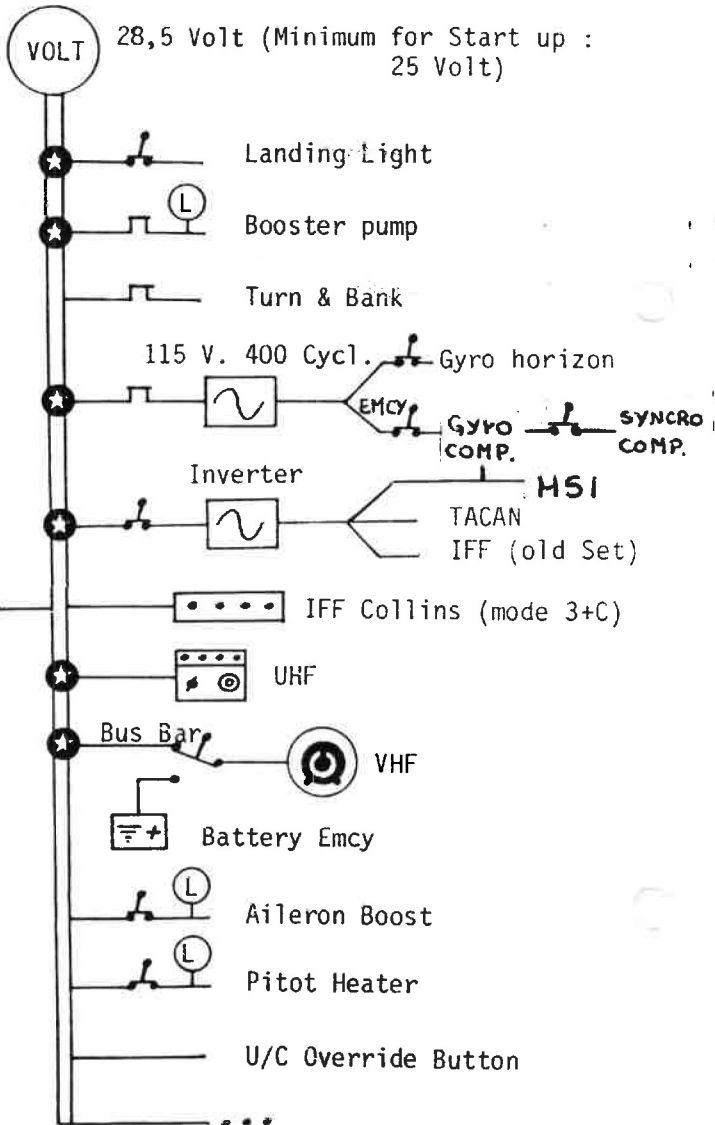 VOLT
28,5 Volt (Minimum for Start up :
25 Volt)
Landing Light
L
Booster pump
Turn & Bank
115 V. 400 Cycl.
Gyro horizon
EMCY
GYRO
COMP.
SYNCRO
COMP.
Inverter
HSI
TACAN
IFF (old Set)
IFF Collins (mode 3+C)
UHF
Bus Bar
VHF
Battery Emcy
L
Aileron Boost
L
Pitot Heater
U/C Override Button